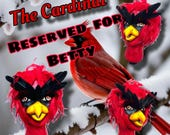 The Cardinal
Reserved for
Betty